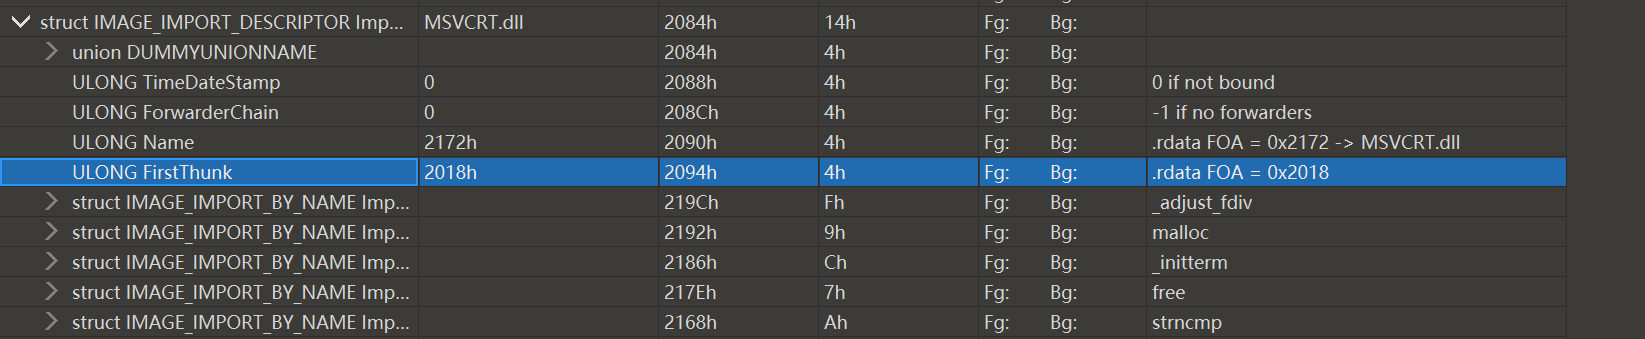 struct IMAGE_IMPORT_DESCRIPTOR Imp... MSVCRT.dll 2084h 14h Fg: Bg:
union DUMMYUNIONNAME 2084h 4h Fg: Bg:
ULONG TimeDateStamp 0 2088h 4h Fg: Bg: 0 if not bound
ULONG ForwarderChain 0 208Ch 4h Fg: Bg: -1 if no forwarders
ULONG Name 2172h 2090h 4h Fg: Bg: .rdata FOA = 0x2172 -> MSVCRT.dll
ULONG FirstThunk 2018h 2094h 4h Fg: Bg: .rdata FOA = 0x2018
struct IMAGE_IMPORT_BY_NAME Imp... 219Ch Fh Fg: Bg: _adjust_fdiv
struct IMAGE_IMPORT_BY_NAME Imp... 2192h 9h Fg: Bg: malloc
struct IMAGE_IMPORT_BY_NAME Imp... 2186h Ch Fg: Bg: _initterm
struct IMAGE_IMPORT_BY_NAME Imp... 217Eh 7h Fg: Bg: free
struct IMAGE_IMPORT_BY_NAME Imp... 2168h Ah Fg: Bg: strncmp